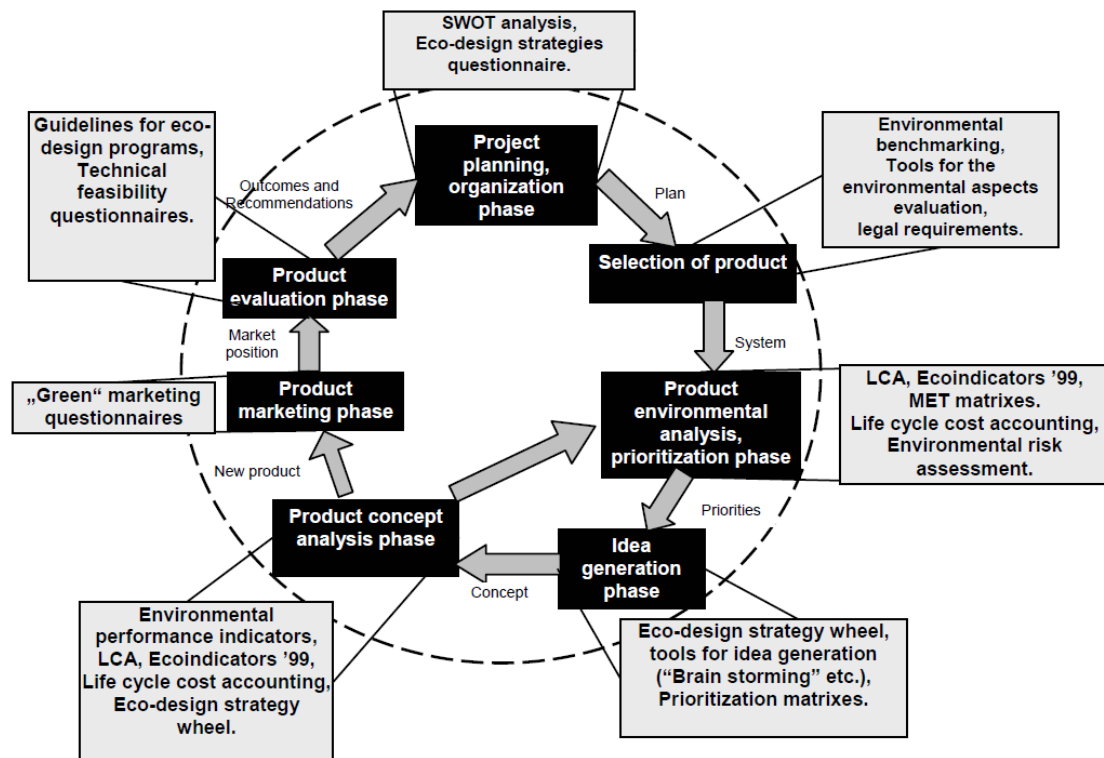 SWOT analysis,
Eco-design strategies
questionnaire.
Guidelines for eco-
design programs,
Technical
feasibility
questionnaires.
Outcomes and
Recommendations
Project
planning,
organization
phase
Plan
Environmental
benchmarking,
Tools for the
environmental aspects
evaluation,
legal requirements.
Product
evaluation phase
Selection of product
Market
position
System
„Green“ marketing
questionnaires
Product
marketing phase
Product
environmental
analysis,
prioritization phase
LCA, Ecoindicators ’99,
MET matrixes.
Life cycle cost accounting,
Environmental risk
assessment.
New product
Product concept
analysis phase
Priorities
Idea
generation
phase
Concept
Environmental
performance indicators,
LCA, Ecoindicators ’99,
Life cycle cost accounting,
Eco-design strategy
wheel.
Eco-design strategy wheel,
tools for idea generation
(“Brain storming” etc.),
Prioritization matrixes.